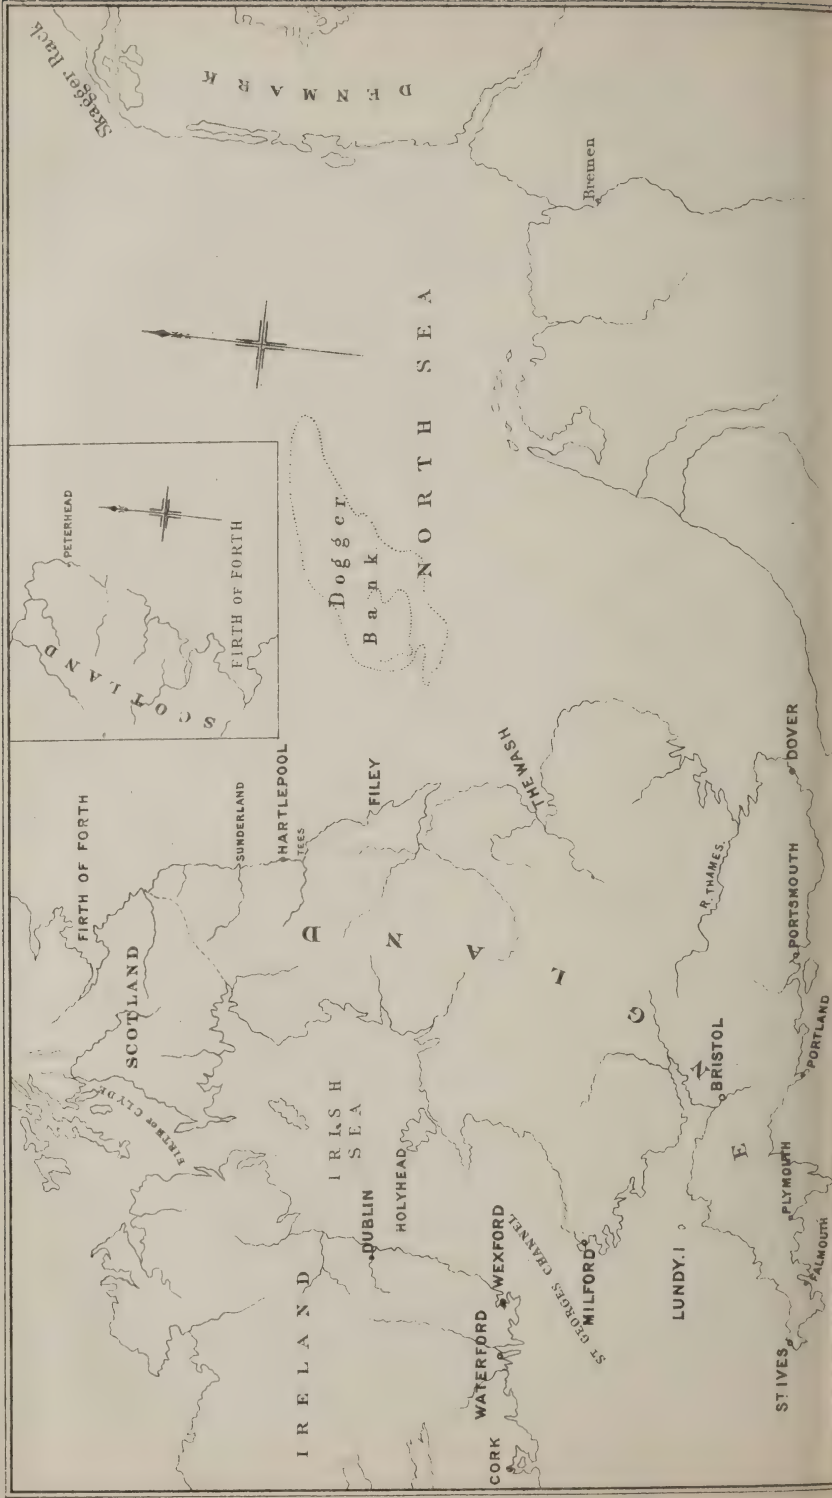 Skagger Rack
DENMARK
Bremen
NORTH SEA
Dogger
Bank
PETERHEAD
SCOTLAND
FIRTH OF FORTH
FIRTH OF FORTH
SCOTLAND
FIRTH OF CLYDE
SUNDERLAND
HARTLEPOOL
TEES
FILEY
THE WASH
ENGLAND
R. THAMES.
DOVER
PORTSMOUTH
PORTLAND
BRISTOL
PLYMOUTH
FALMOUTH
ST IVES
LUNDY. I
MILFORD
ST GEORGES CHANNEL
IRISH
SEA
HOLYHEAD
DUBLIN
IRELAND
WEXFORD
WATERFORD
CORK